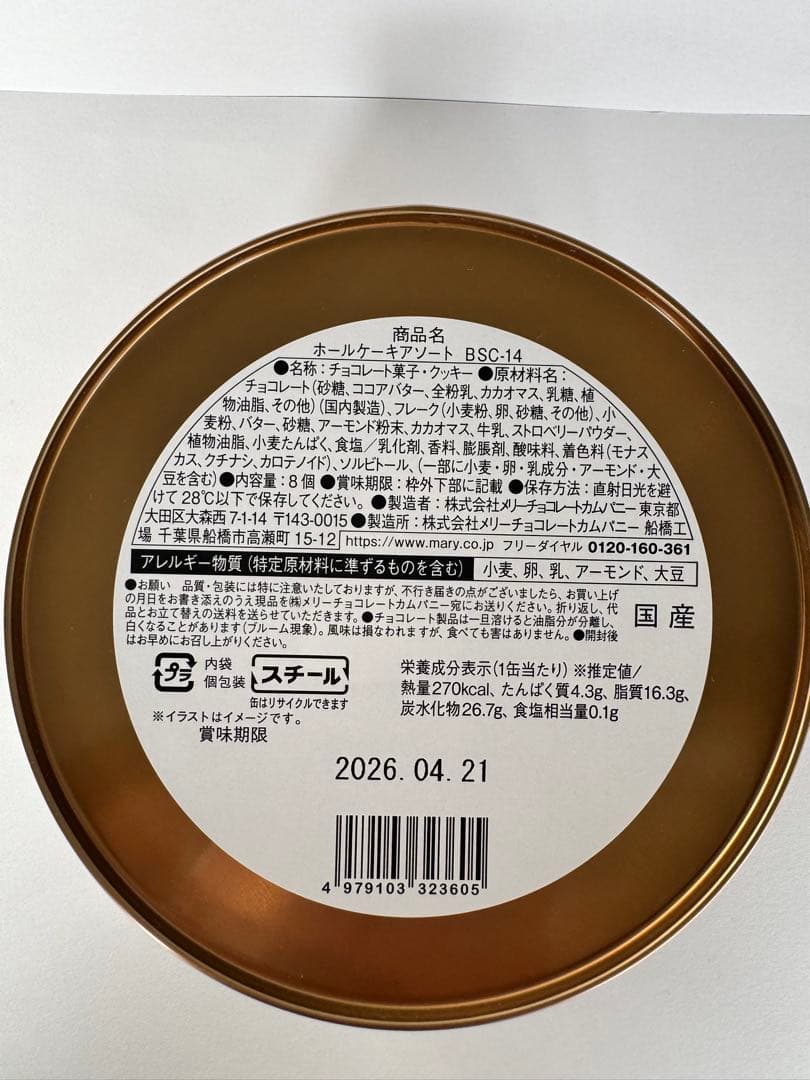 商品名
ホールケーキアソート BSC-14
●名称：チョコレート菓子・クッキー ●原材料名：
チョコレート（砂糖、ココアバター、全粉乳、カカオマス、乳糖、植
物油脂、その他）（国内製造）、フレーク（小麦粉、卵、砂糖、その他）、小
麦粉、バター、砂糖、アーモンド粉末、カカオマス、牛乳、ストロベリーパウダー、
植物油脂、小麦たんぱく、食塩／乳化剤、香料、膨脹剤、酸味料、着色料（モナス
カス、クチナシ、カロテノイド）、ソルビトール、（一部に小麦・卵・乳成分・アーモンド・大
豆を含む）●内容量：8個 ●賞味期限：枠外下部に記載 ●保存方法：直射日光を避
けて28℃以下で保存してください。●製造者：株式会社メリーチョコレートカムパニー 東京都
大田区大森西7-1-14 〒143-0015 ●製造所：株式会社メリーチョコレートカムパニー 船橋工
場 千葉県船橋市高瀬町15-12 https://www.mary.co.jp フリーダイヤル 0120-160-361
アレルギー物質（特定原材料に準ずるものを含む） 小麦、卵、乳、アーモンド、大豆
●お願い 品質・包装には特に注意いたしておりますが、不行き届きの点がございましたら、お買い上げ
の月日をお書き添えのうえ現品を㈱メリーチョコレートカムパニー宛にお送りください。折り返し、代
品とお立て替えの送料を送らせていただきます。●チョコレート製品は一旦溶けると油脂分が分離し、
白くなることがあります（ブルーム現象）。風味は損なわれますが、食べても害はありません。●開封後
はお早めにお召し上がりください。
国産
プラ 内袋 個包装
スチール
缶はリサイクルできます
※イラストはイメージです。
栄養成分表示（1缶当たり）※推定値／
熱量270kcal、たんぱく質4.3g、脂質16.3g、
炭水化物26.7g、食塩相当量0.1g
賞味期限
2026.04.21
4 979103 323605